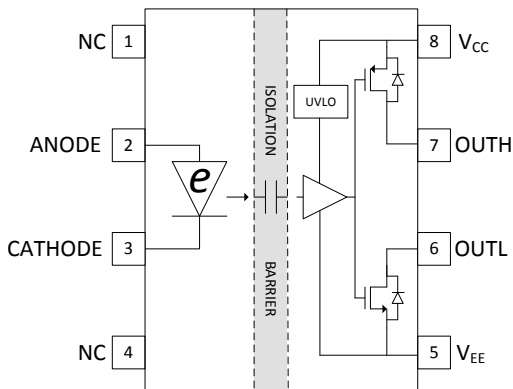 NC 1
8 VCC
ISOLATION
UVLO
ANODE 2
7 OUTH
e
CATHODE 3
6 OUTL
BARRIER
NC 4
5 VEE